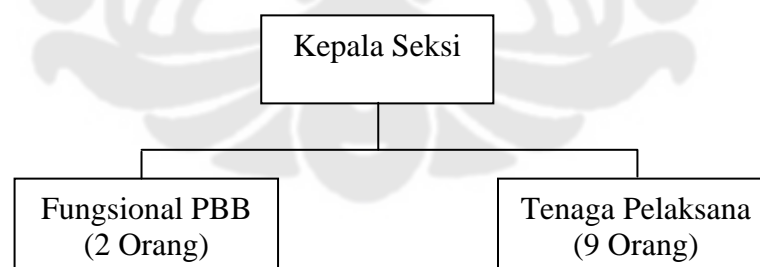 Kepala Seksi
Fungsional PBB
(2 Orang)
Tenaga Pelaksana
(9 Orang)